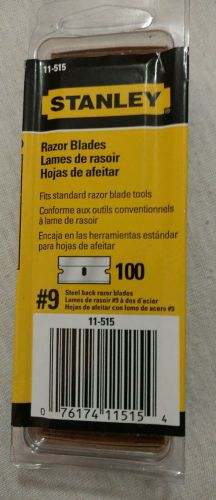 11-515
STANLEY®
Razor Blades
Lames de rasoir
Hojas de afeitar
Fits standard razor blade tools
Conforme aux outils conventionnels
à lame de rasoir
Encaja en las herramientas estándar
para hojas de afeitar
100
#9
Steel back razor blades
Lames de rasoir #9 à dos d'acier
Hojas de afeitar con lomo de acero #9
11-515
0 76174 11515 4